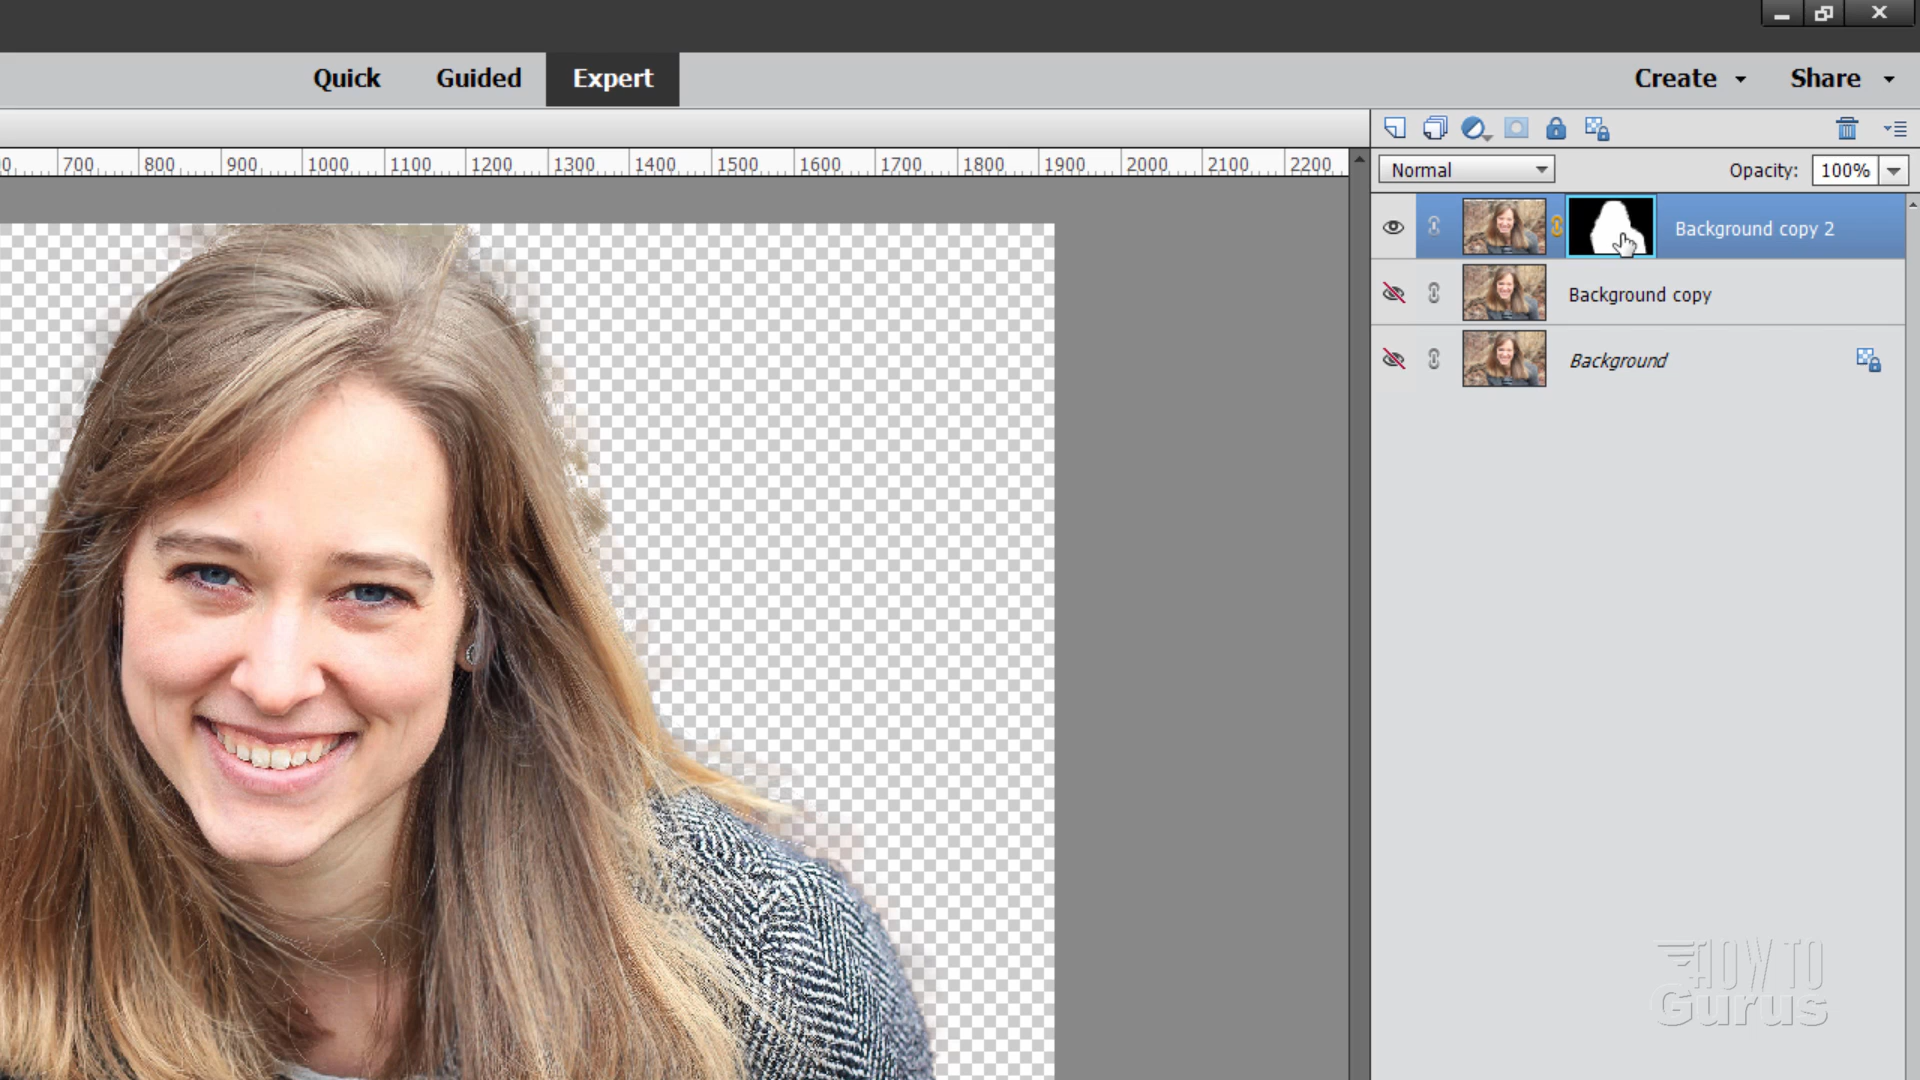 Quick Guided Expert Create Share
700 800 900 1000 1100 1200 1300 1400 1500 1600 1700 1800 1900 2000 2100 2200
Normal Opacity: 100%
Background copy 2
Background copy
Background
HOW TO
Gurus